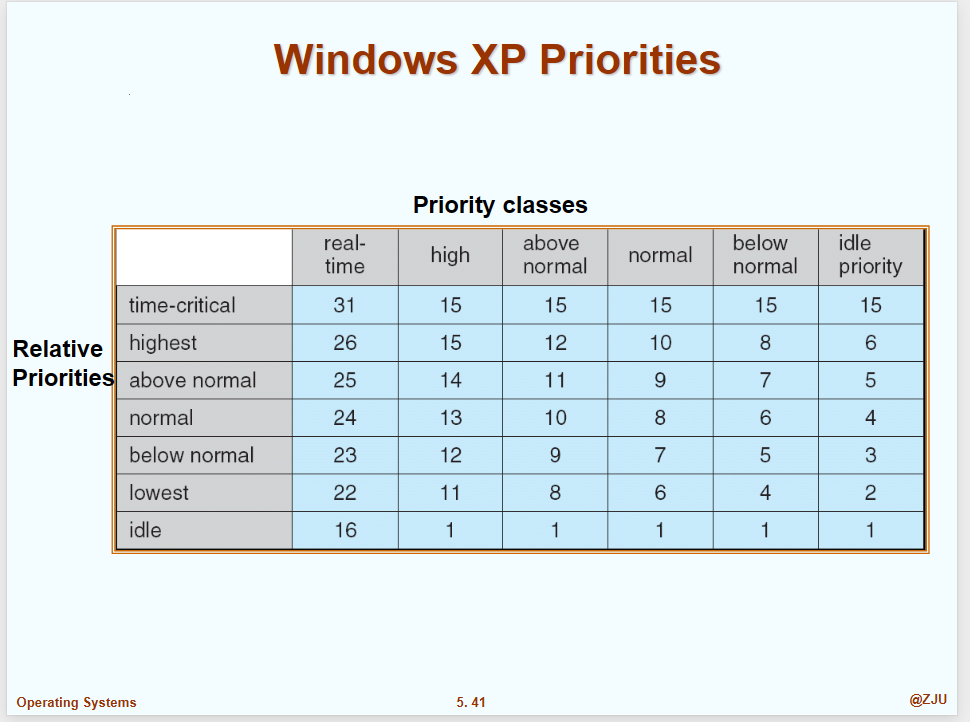 Windows XP Priorities
Priority classes
real-
time
high
above
normal
normal
below
normal
idle
priority
time-critical 31 15 15 15 15 15
highest 26 15 12 10 8 6
Relative
Priorities
above normal 25 14 11 9 7 5
normal 24 13 10 8 6 4
below normal 23 12 9 7 5 3
lowest 22 11 8 6 4 2
idle 16 1 1 1 1 1
Operating Systems
5. 41
@ZJU